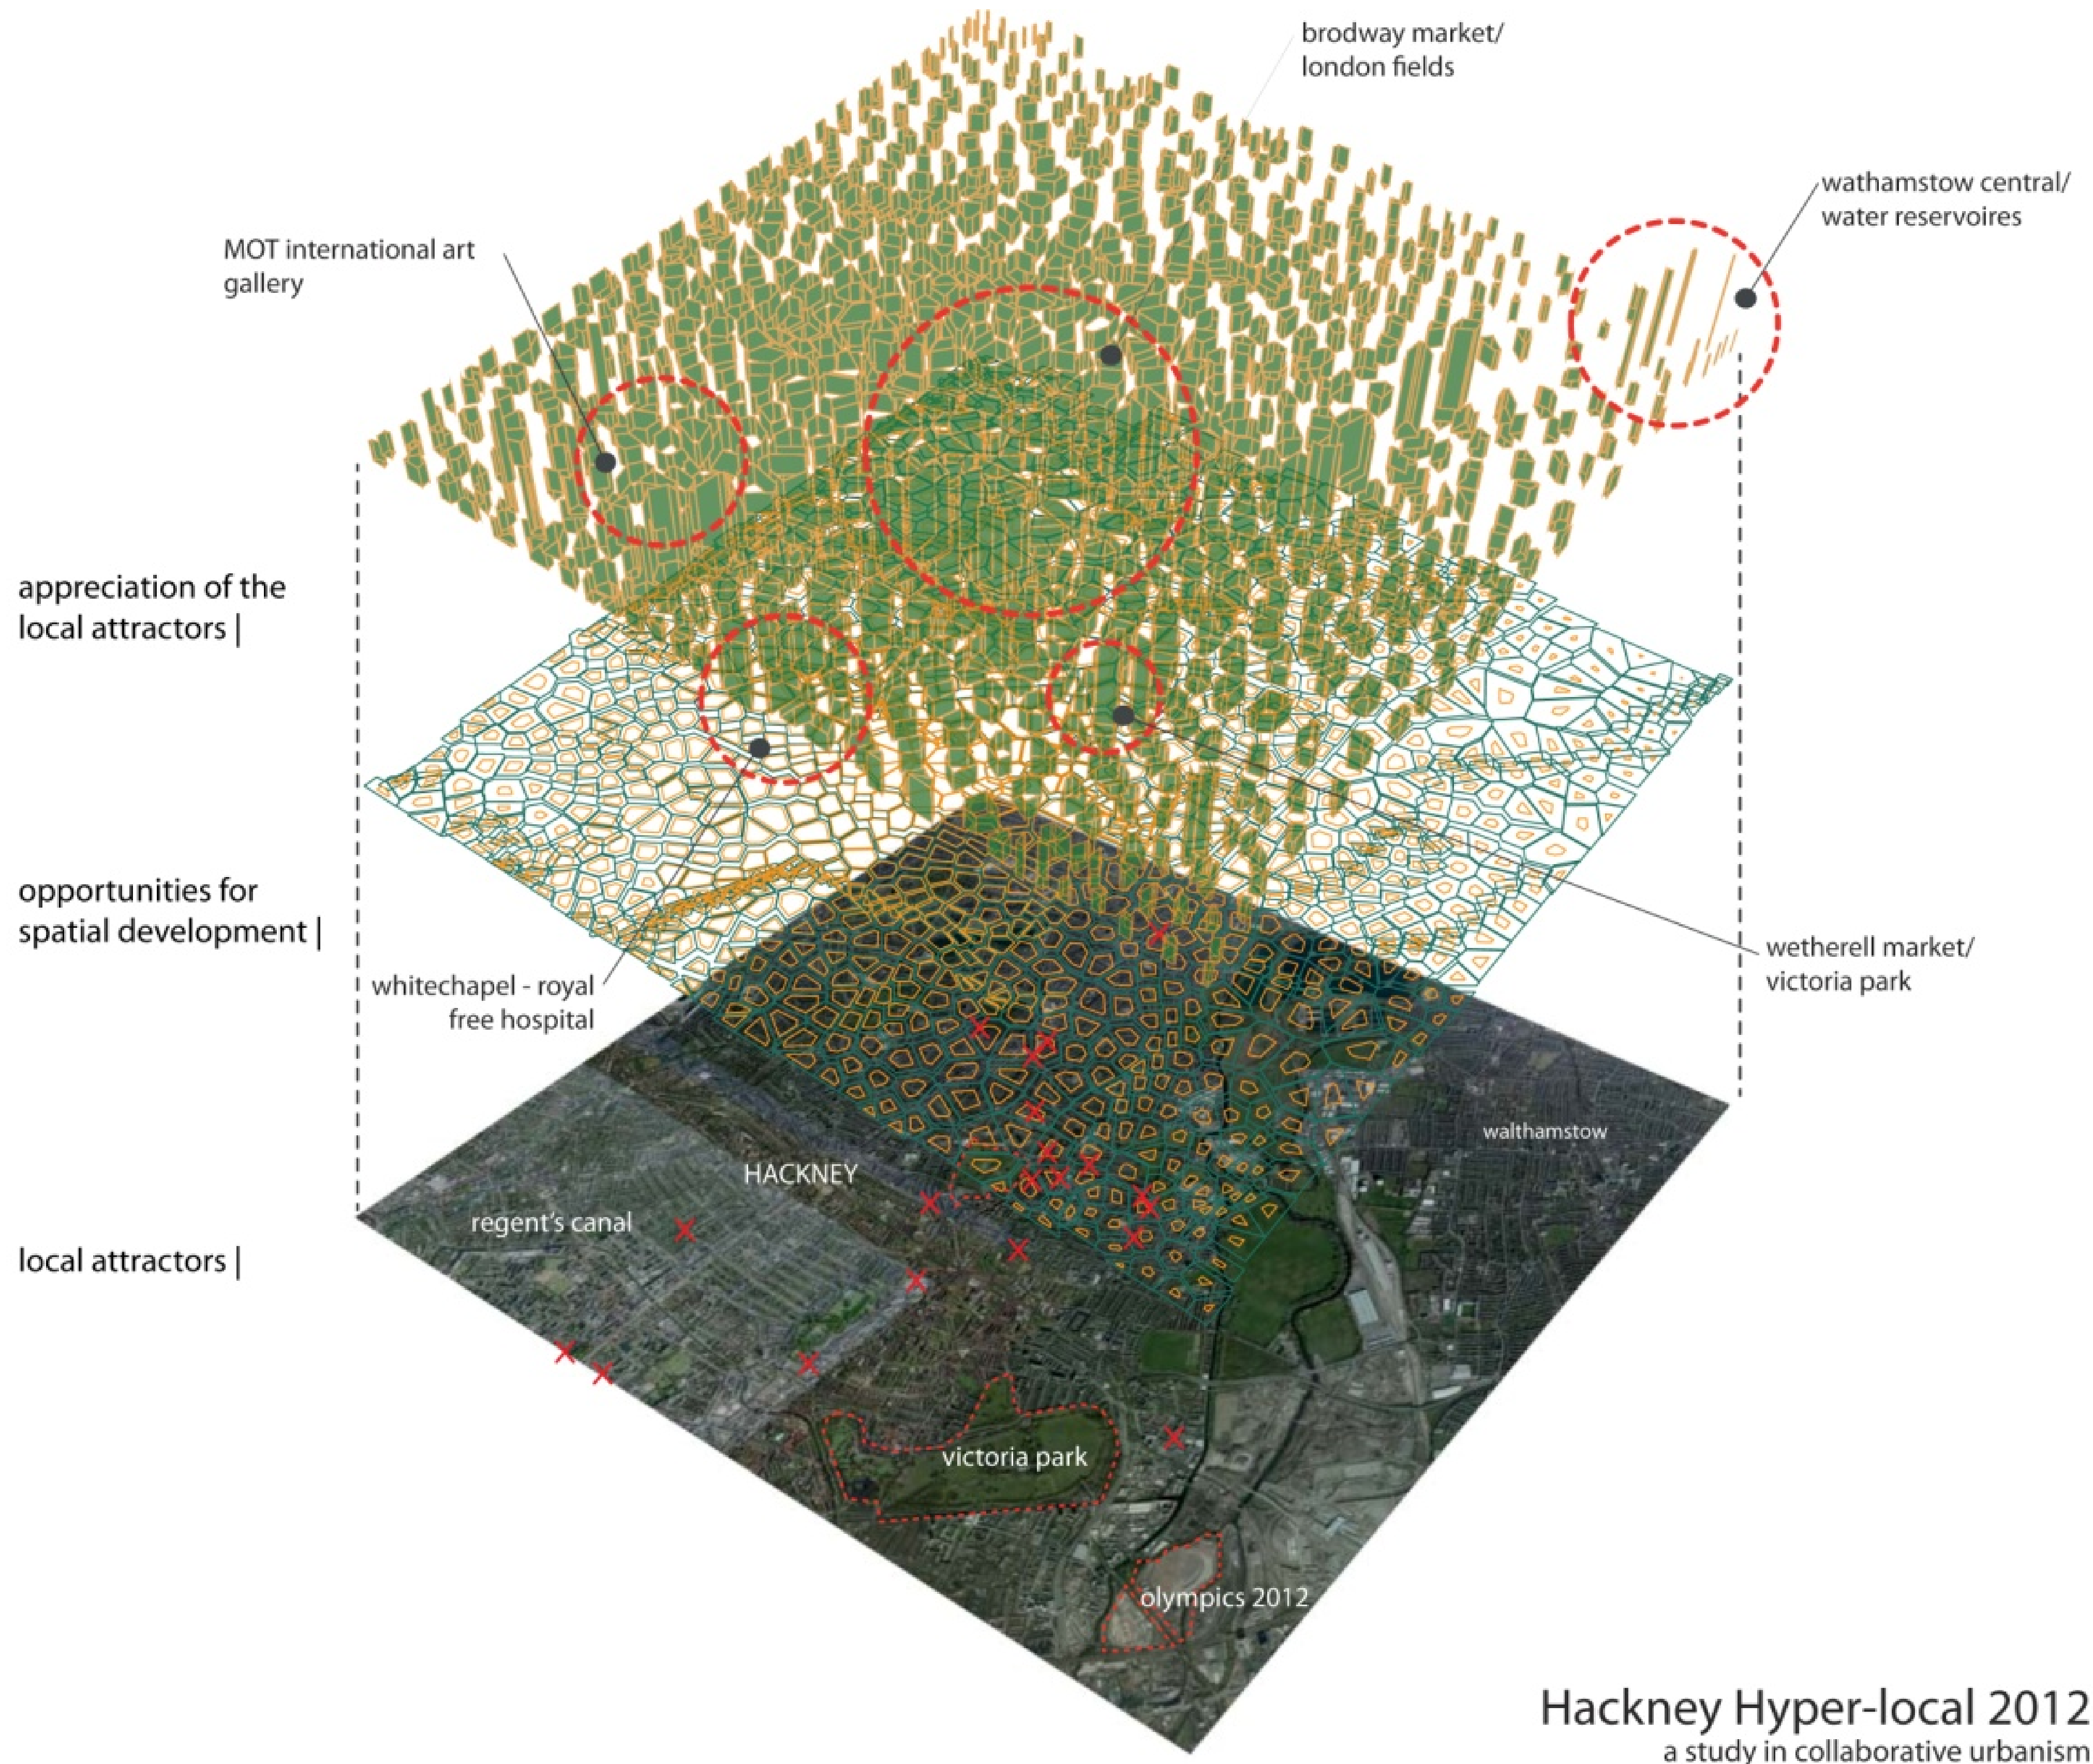 brodway market/
london fields
wathamstow central/
water reservoires
MOT international art
gallery
appreciation of the
local attractors |
opportunities for
spatial development |
whitechapel - royal
free hospital
wetherell market/
victoria park
walthamstow
HACKNEY
regent's canal
local attractors |
victoria park
olympics 2012
Hackney Hyper-local 2012
a study in collaborative urbanism